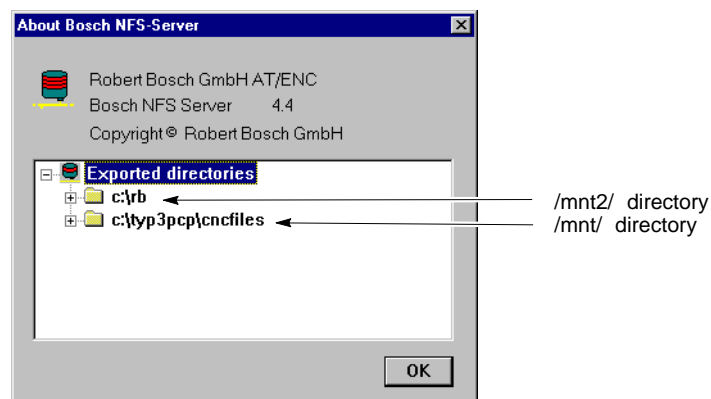 About Bosch NFS-Server
Robert Bosch GmbH AT/ENC
Bosch NFS Server 4.4
Copyright© Robert Bosch GmbH
Exported directories
c:\rb
/mnt2/ directory
c:\typ3pcp\cncfiles
/mnt/ directory
OK